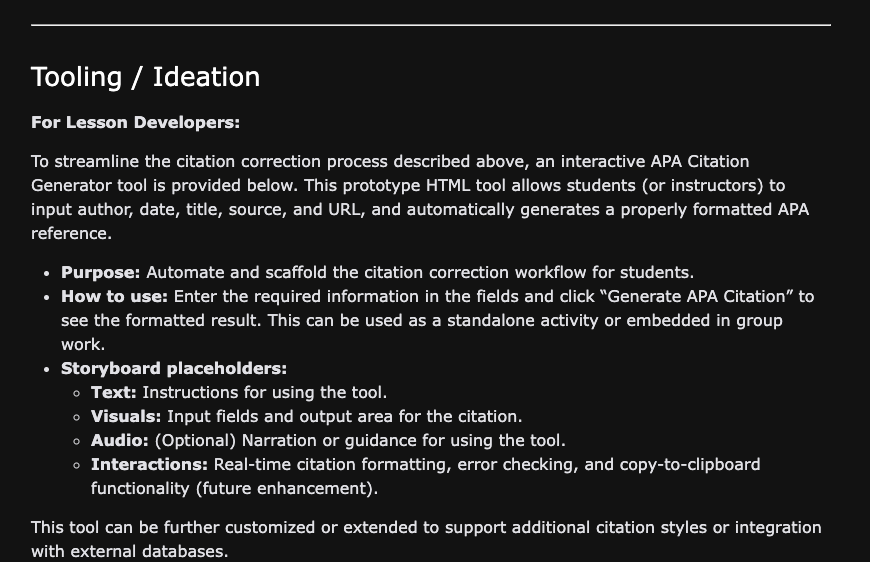 Tooling / Ideation
For Lesson Developers:
To streamline the citation correction process described above, an interactive APA Citation
Generator tool is provided below. This prototype HTML tool allows students (or instructors) to
input author, date, title, source, and URL, and automatically generates a properly formatted APA
reference.
• Purpose: Automate and scaffold the citation correction workflow for students.
• How to use: Enter the required information in the fields and click “Generate APA Citation” to
see the formatted result. This can be used as a standalone activity or embedded in group
work.
• Storyboard placeholders:
◦ Text: Instructions for using the tool.
◦ Visuals: Input fields and output area for the citation.
◦ Audio: (Optional) Narration or guidance for using the tool.
◦ Interactions: Real-time citation formatting, error checking, and copy-to-clipboard
functionality (future enhancement).
This tool can be further customized or extended to support additional citation styles or integration
with external databases.